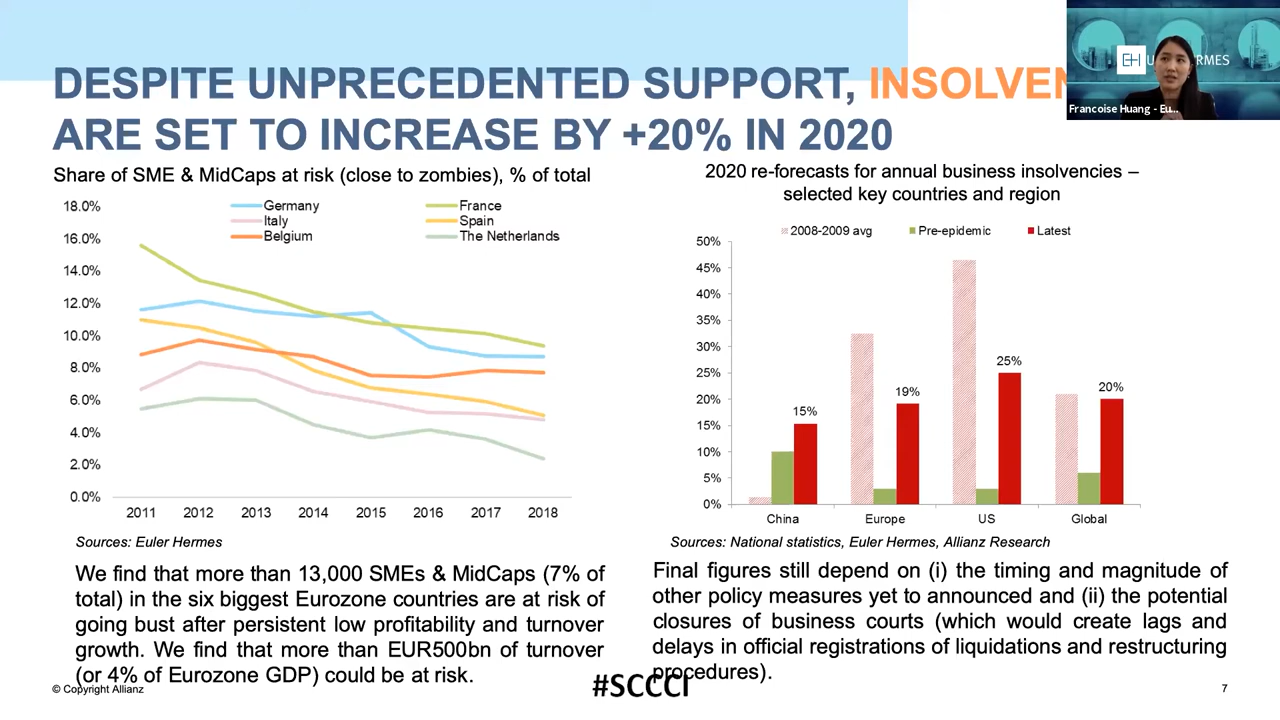 DESPITE UNPRECEDENTED SUPPORT, INSOLVEN
ARE SET TO INCREASE BY +20% IN 2020
EH
RMES
Francoise Huang - Eu...
Share of SME & MidCaps at risk (close to zombies), % of total
18.0%
16.0%
14.0%
12.0%
10.0%
8.0%
6.0%
4.0%
2.0%
0.0%
Germany
France
Italy
Spain
Belgium
The Netherlands
2011 2012 2013 2014 2015 2016 2017 2018
Sources: Euler Hermes
We find that more than 13,000 SMEs & MidCaps (7% of
total) in the six biggest Eurozone countries are at risk of
going bust after persistent low profitability and turnover
growth. We find that more than EUR500bn of turnover
(or 4% of Eurozone GDP) could be at risk.
2020 re-forecasts for annual business insolvencies –
selected key countries and region
2008-2009 avg
Pre-epidemic
Latest
50%
45%
40%
35%
30%
25%
20%
15%
10%
5%
0%
15%
19%
25%
20%
China Europe US Global
Sources: National statistics, Euler Hermes, Allianz Research
Final figures still depend on (i) the timing and magnitude of
other policy measures yet to announced and (ii) the potential
closures of business courts (which would create lags and
delays in official registrations of liquidations and restructuring
procedures).
© Copyright Allianz
#SCCCI
7